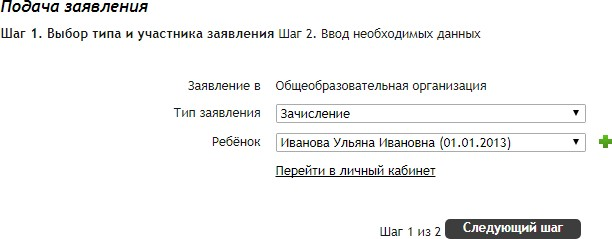 Подача заявления
Шаг 1. Выбор типа и участника заявления Шаг 2. Ввод необходимых данных
Заявление в Общеобразовательная организация
Тип заявления Зачисление
Ребёнок Иванова Ульяна Ивановна (01.01.2013)
Перейти в личный кабинет
Шаг 1 из 2 Следующий шаг